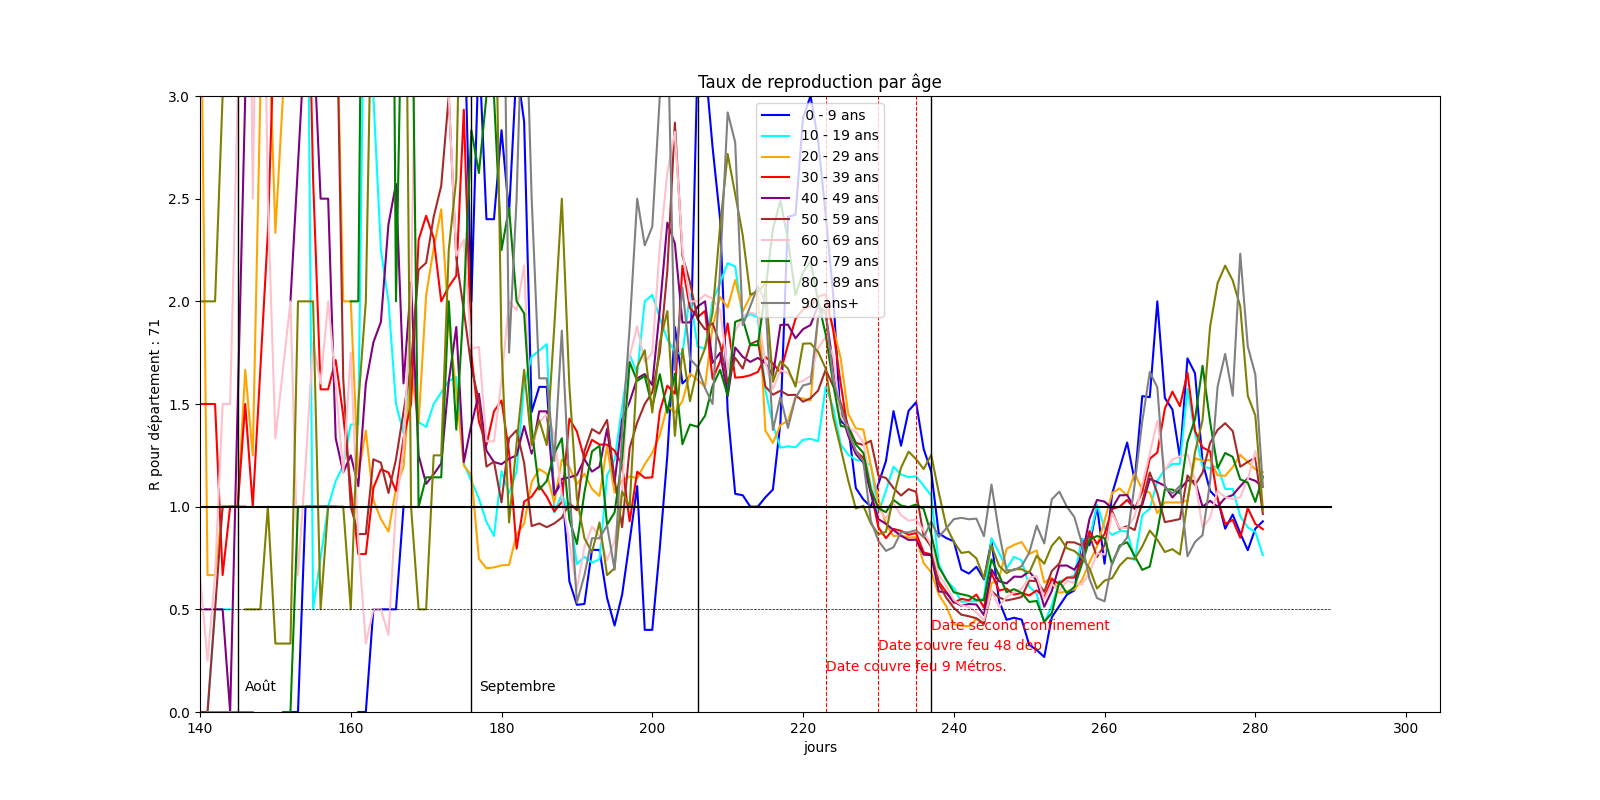 Taux de reproduction par âge
3.0
2.5
2.0
1.5
1.0
0.5
0.0
R pour département : 71
0 - 9 ans
10 - 19 ans
20 - 29 ans
30 - 39 ans
40 - 49 ans
50 - 59 ans
60 - 69 ans
70 - 79 ans
80 - 89 ans
90 ans+
Date second confinement
Date couvre feu 48 dep
Date couvre feu 9 Métros.
Août
Septembre
140
160
180
200
220
240
260
280
300
jours